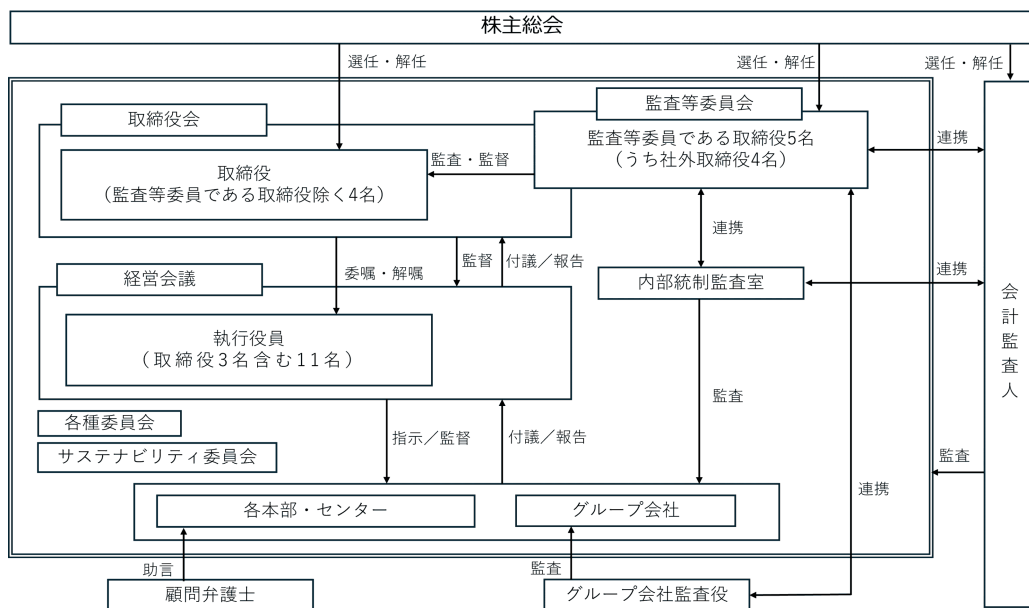 株主総会
選任・解任
選任・解任
選任・解任
監査等委員会
取締役会
監査等委員である取締役5名
(うち社外取締役4名)
連携
取締役
(監査等委員である取締役除く4名)
監査・監督
連携
委嘱・解嘱
監督
付議/報告
経営会議
内部統制監査室
連携
会計監査人
執行役員
(取締役3名含む11名)
監査
各種委員会
指示/監督
付議/報告
サステナビリティ委員会
監査
連携
各本部・センター
グループ会社
助言
監査
顧問弁護士
グループ会社監査役